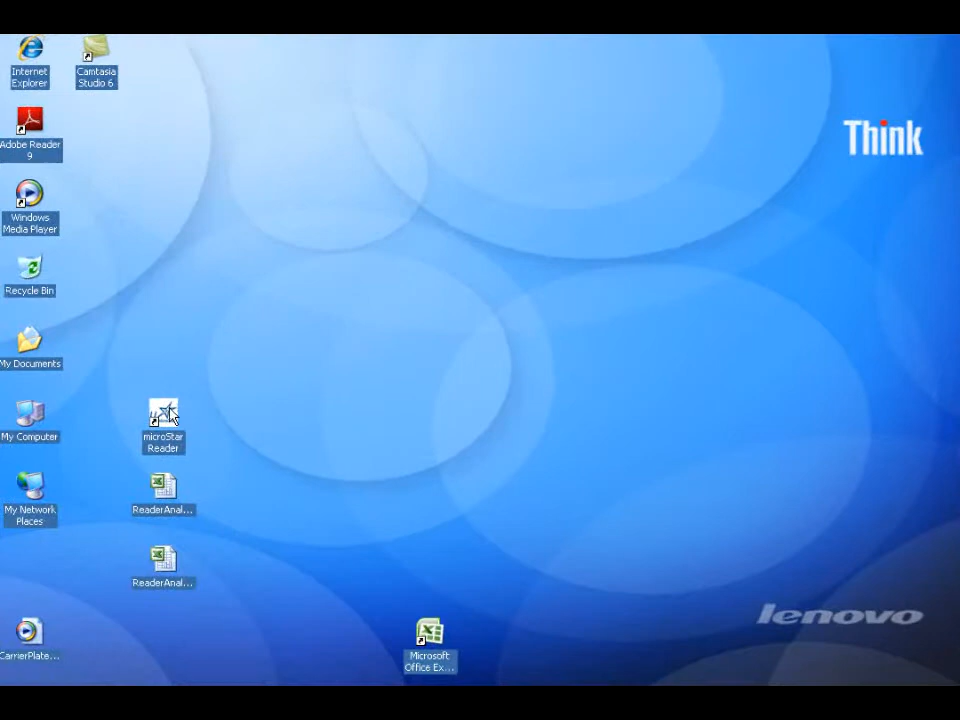 Internet
Explorer
Camtasia
Studio 6
Think
Adobe Reader
9
Windows
Media Player
Recycle Bin
My Documents
My Computer
microStar
Reader
My Network
Places
ReaderAnal...
ReaderAnal...
lenovo
CarrierPlate...
Microsoft
Office Ex...